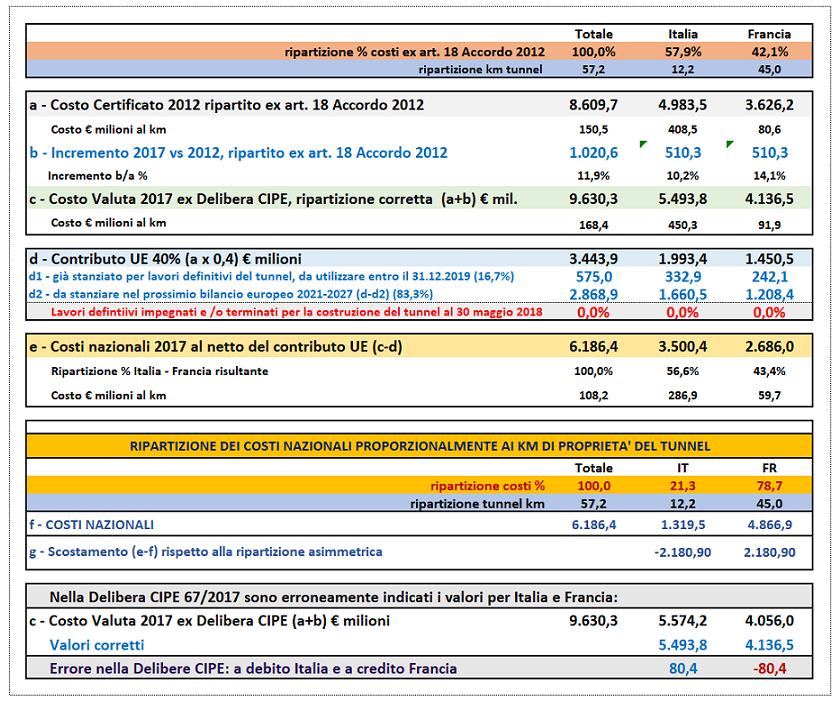 Totale Italia Francia
ripartizione % costi ex art. 18 Accordo 2012 100,0% 57,9% 42,1%
ripartizione km tunnel 57,2 12,2 45,0
a - Costo Certificato 2012 ripartito ex art. 18 Accordo 2012 8.609,7 4.983,5 3.626,2
Costo € milioni al km 150,5 408,5 80,6
b - Incremento 2017 vs 2012, ripartito ex art. 18 Accordo 2012 1.020,6 510,3 510,3
Incremento b/a % 11,9% 10,2% 14,1%
c - Costo Valuta 2017 ex Delibera CIPE, ripartizione corretta (a+b) € mil. 9.630,3 5.493,8 4.136,5
Costo € milioni al km 168,4 450,3 91,9
d - Contributo UE 40% (a x 0,4) € milioni 3.443,9 1.993,4 1.450,5
d1 - già stanziato per lavori definitivi del tunnel, da utilizzare entro il 31.12.2019 (16,7%) 575,0 332,9 242,1
d2 - da stanziare nel prossimio bilancio europeo 2021-2027 (d-d2) (83,3%) 2.868,9 1.660,5 1.208,4
Lavori defintiivi impegnati e /o terminati per la costruzione del tunnel al 30 maggio 2018 0,0% 0,0% 0,0%
e - Costi nazionali 2017 al netto del contributo UE (c-d) 6.186,4 3.500,4 2.686,0
Ripartizione % Italia - Francia risultante 100,0% 56,6% 43,4%
Costo € milioni al km 108,2 286,9 59,7
RIPARTIZIONE DEI COSTI NAZIONALI PROPORZIONALMENTE AI KM DI PROPRIETA' DEL TUNNEL
Totale IT FR
ripartizione costi % 100,0 21,3 78,7
ripartizione tunnel km 57,2 12,2 45,0
f - COSTI NAZIONALI 6.186,4 1.319,5 4.866,9
g - Scostamento (e-f) rispetto alla ripartizione asimmetrica -2.180,90 2.180,90
Nella Delibera CIPE 67/2017 sono erroneamente indicati i valori per Italia e Francia:
c - Costo Valuta 2017 ex Delibera CIPE (a+b) € milioni 9.630,3 5.574,2 4.056,0
Valori corretti 5.493,8 4.136,5
Errore nella Delibere CIPE: a debito Italia e a credito Francia 80,4 -80,4